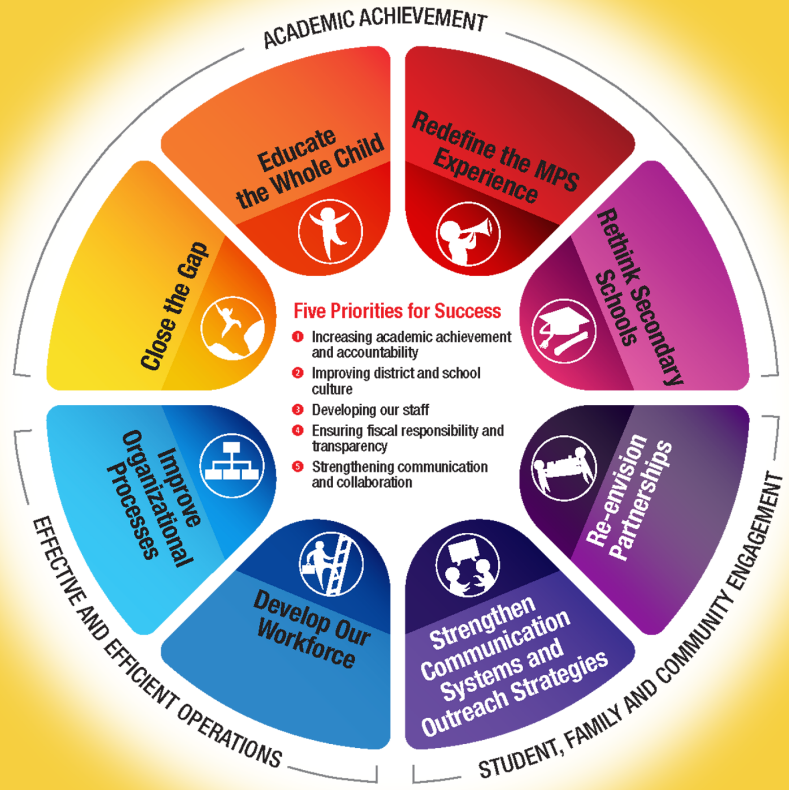 ACADEMIC ACHIEVEMENT
Educate
the Whole Child
Redefine the MPS
Experience
Close the Gap
Rethink Secondary
Schools
Five Priorities for Success
1 Increasing academic achievement
and accountability
2 Improving district and school
culture
3 Developing our staff
4 Ensuring fiscal responsibility and
transparency
5 Strengthening communication
and collaboration
Improve
Organizational
Processes
Re-envision
Partnerships
Develop Our
Workforce
Strengthen
Communication
Systems and
Outreach Strategies
EFFECTIVE AND EFFICIENT OPERATIONS
STUDENT, FAMILY AND COMMUNITY ENGAGEMENT